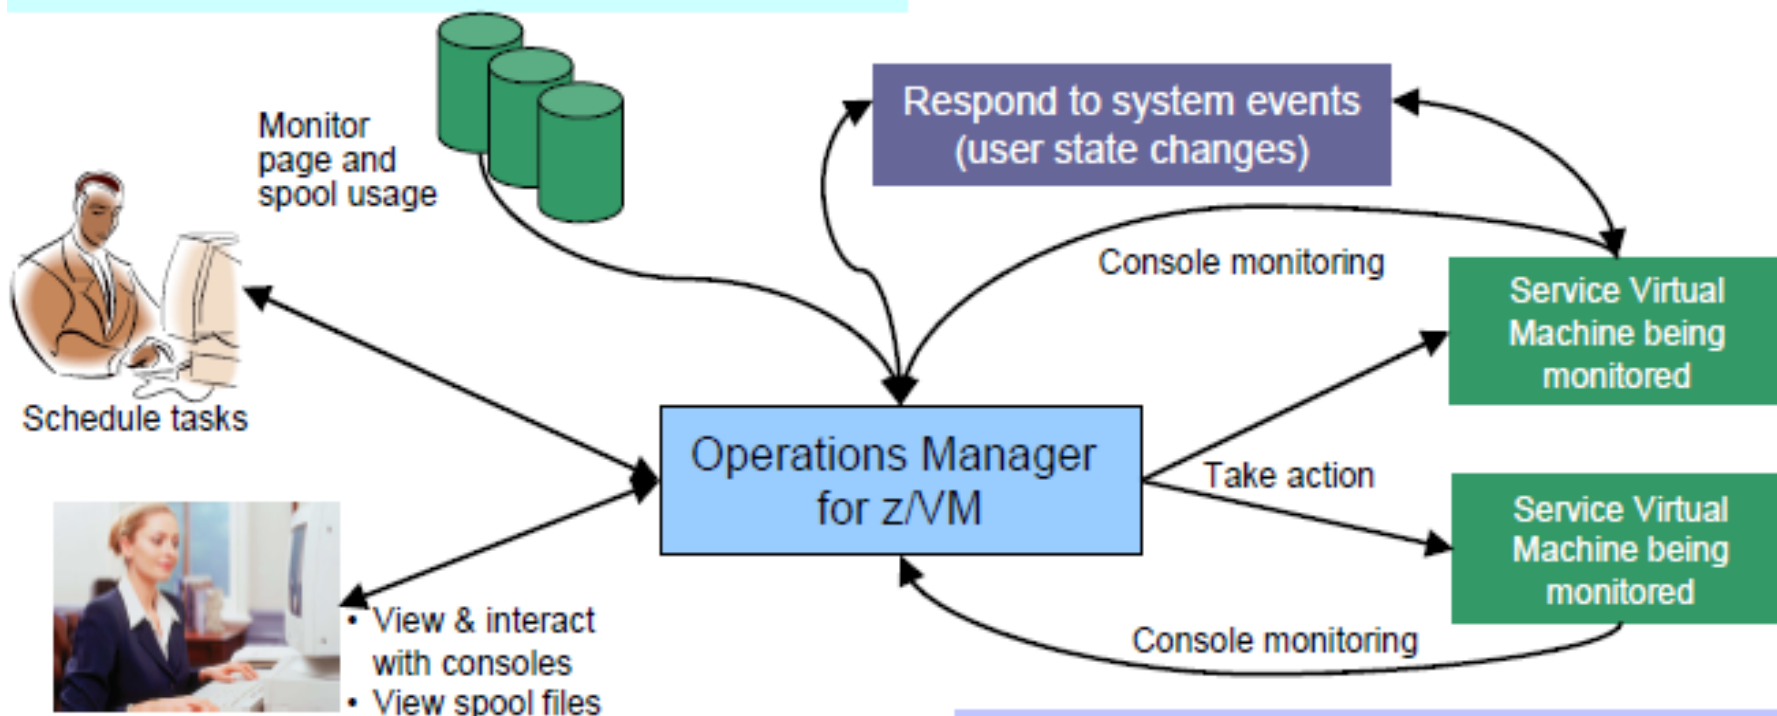 Monitor
page and
spool usage
Respond to system events
(user state changes)
Console monitoring
Service Virtual
Machine being
monitored
Schedule tasks
Operations Manager
for z/VM
Take action
Service Virtual
Machine being
monitored
• View & interact
with consoles
• View spool files
Console monitoring